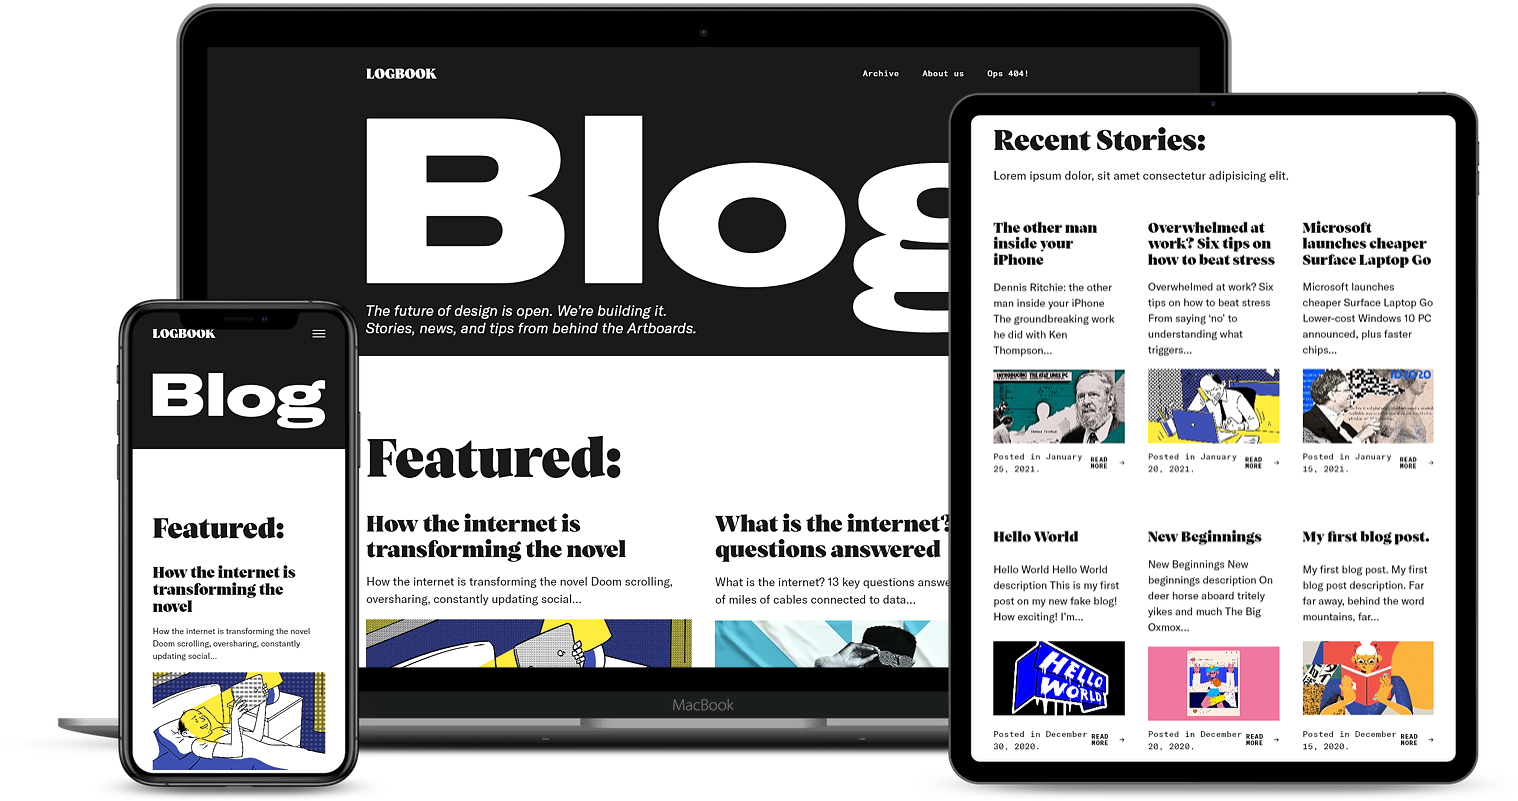 LOGBOOK
Archive About us Ops 404!
Blog
The future of design is open. We're building it.
Stories, news, and tips from behind the Artboards.
Featured:
How the internet is
transforming the novel
How the internet is transforming the novel Doom scrolling,
oversharing, constantly updating social...
What is the internet?
questions answered
What is the internet? 13 key questions answe
of miles of cables connected to data...
MacBook
LOGBOOK
Blog
Featured:
How the internet is
transforming the
novel
How the internet is transforming the novel
Doom scrolling, oversharing, constantly
updating social...
Recent Stories:
Lorem ipsum dolor, sit amet consectetur adipisicing elit.
The other man
inside your
iPhone
Dennis Ritchie: the other
man inside your iPhone
The groundbreaking work
he did with Ken
Thompson...
INTRODUCING THE AT&T UNIX PC
Posted in January
25, 2021.
READ
MORE →
Overwhelmed at
work? Six tips on
how to beat stress
Overwhelmed at work? Six
tips on how to beat stress
From saying ‘no’ to
understanding what
triggers...
Posted in January
20, 2021.
READ
MORE →
Microsoft
launches cheaper
Surface Laptop Go
Microsoft launches
cheaper Surface Laptop Go
Lower-cost Windows 10 PC
announced, plus faster
chips...
Posted in January
15, 2021.
READ
MORE →
Hello World
Hello World Hello World
description This is my first
post on my new fake blog!
How exciting! I'm...
HELLO
WORLD
Posted in December
30, 2020.
READ
MORE →
New Beginnings
New Beginnings New
beginnings description On
deer horse aboard tritely
yikes and much The Big
Oxmox...
Posted in December
20, 2020.
READ
MORE →
My first blog post.
My first blog post. My first
blog post description. Far
far away, behind the word
mountains, far...
Posted in December
15, 2020.
READ
MORE →